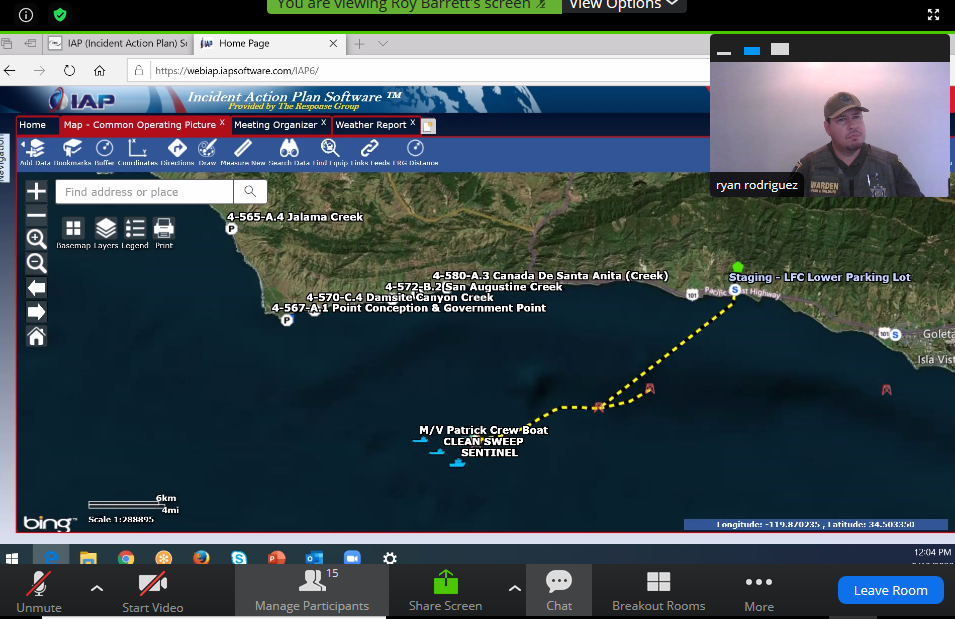 You are viewing Roy Barrett's screen
View Options
IAP (Incident Action Plan) S
Home Page
https://webiap.iapsoftware.com/IAP6/
IAP
Incident Action Plan Software ™
Provided by The Response Group
Home
Map - Common Operating Picture X
Meeting Organizer X
Weather Report X
Navigation
Add Data Bookmarks Buffer Coordinates Directions Draw Measure New Search Data Find Equip Links Feeds ERG Distance
ryan rodriguez
WARDEN
Find address or place
Basemap Layers Legend Print
4-565-A.4 Jalama Creek
P
4-580-A.3 Canada De Santa Anita (Creek)
4-572-B.2 San Augustine Creek
4-570-C.4 Damsite Canyon Creek
4-567-A.1 Point Conception & Government Point
P
Staging - LFC Lower Parking Lot
S
101
Pacific Coast Highway
101
S
Goleta
Isla Vist
M/V Patrick Crew Boat
CLEAN SWEEP
SENTINEL
6km
4mi
bing™
Scale 1:288895
Longitude: -119.870235 , Latitude: 34.503350
12:04 PM
15
Unmute
Start Video
Manage Participants
Share Screen
Chat
Breakout Rooms
More
Leave Room